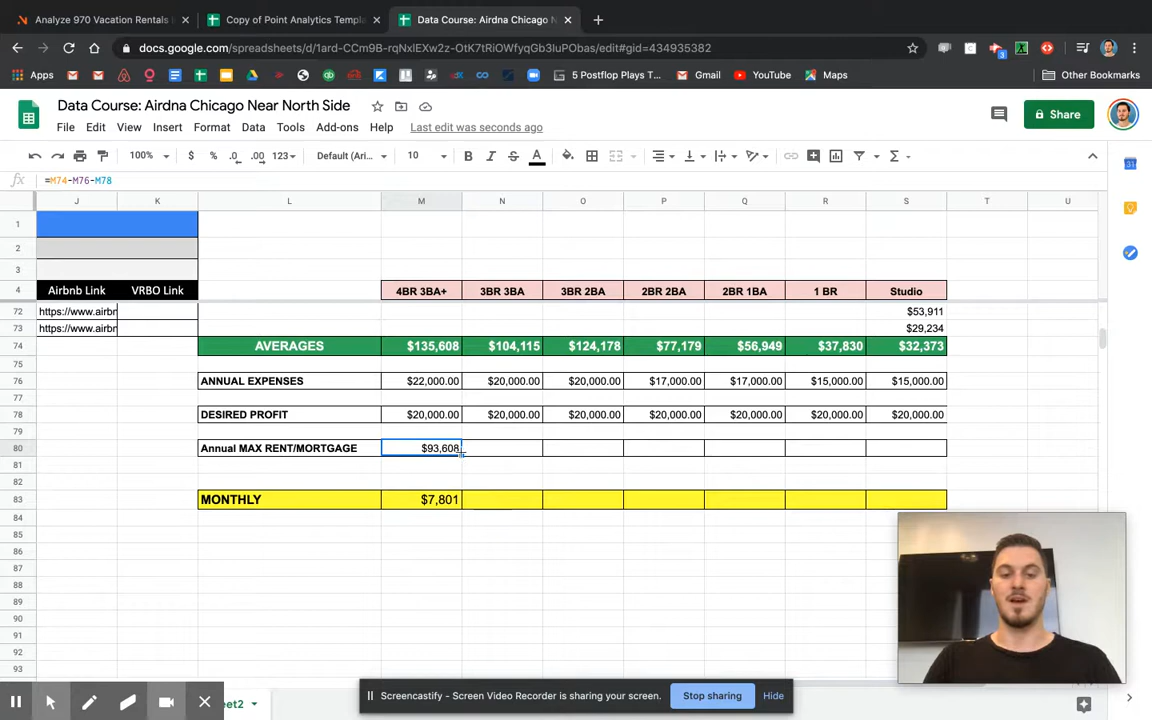 Analyze 970 Vacation Rentals
Copy of Point Analytics Templa
Data Course: Airdna Chicago N
docs.google.com/spreadsheets/d/1ard-CCm9B-rqNxlEXw2z-OtK7tRiOWfyqGb3IuPObas/edit#gid=434935382
Apps
5 Postflop Plays T...
Gmail
YouTube
Maps
Other Bookmarks
Data Course: Airdna Chicago Near North Side
File Edit View Insert Format Data Tools Add-ons Help Last edit was seconds ago
Share
100% $ % .0 .00 123 Default (Ari... 10 B I S A
fx =M74-M76-M78
J K L M N O P Q R S T U
1
2
3
4 Airbnb Link VRBO Link 4BR 3BA+ 3BR 3BA 3BR 2BA 2BR 2BA 2BR 1BA 1 BR Studio
72 https://www.airbr $53,911
73 https://www.airbr $29,234
74 AVERAGES $135,608 $104,115 $124,178 $77,179 $56,949 $37,830 $32,373
75
76 ANNUAL EXPENSES $22,000.00 $20,000.00 $20,000.00 $17,000.00 $17,000.00 $15,000.00 $15,000.00
77
78 DESIRED PROFIT $20,000.00 $20,000.00 $20,000.00 $20,000.00 $20,000.00 $20,000.00 $20,000.00
79
80 Annual MAX RENT/MORTGAGE $93,608
81
82
83 MONTHLY $7,801
84
85
86
87
88
89
90
91
92
93
eet2
Screencastify - Screen Video Recorder is sharing your screen.
Stop sharing
Hide